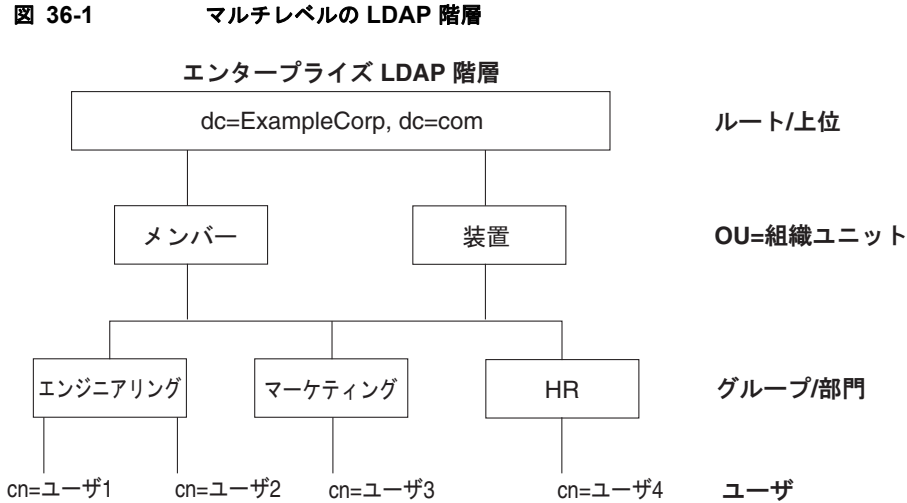 図 36-1 マルチレベルの LDAP 階層
エンタープライズ LDAP 階層
dc=ExampleCorp, dc=com ルート/上位
メンバー 装置 OU=組織ユニット
エンジニアリング マーケティング HR グループ/部門
cn=ユーザ1 cn=ユーザ2 cn=ユーザ3 cn=ユーザ4 ユーザ